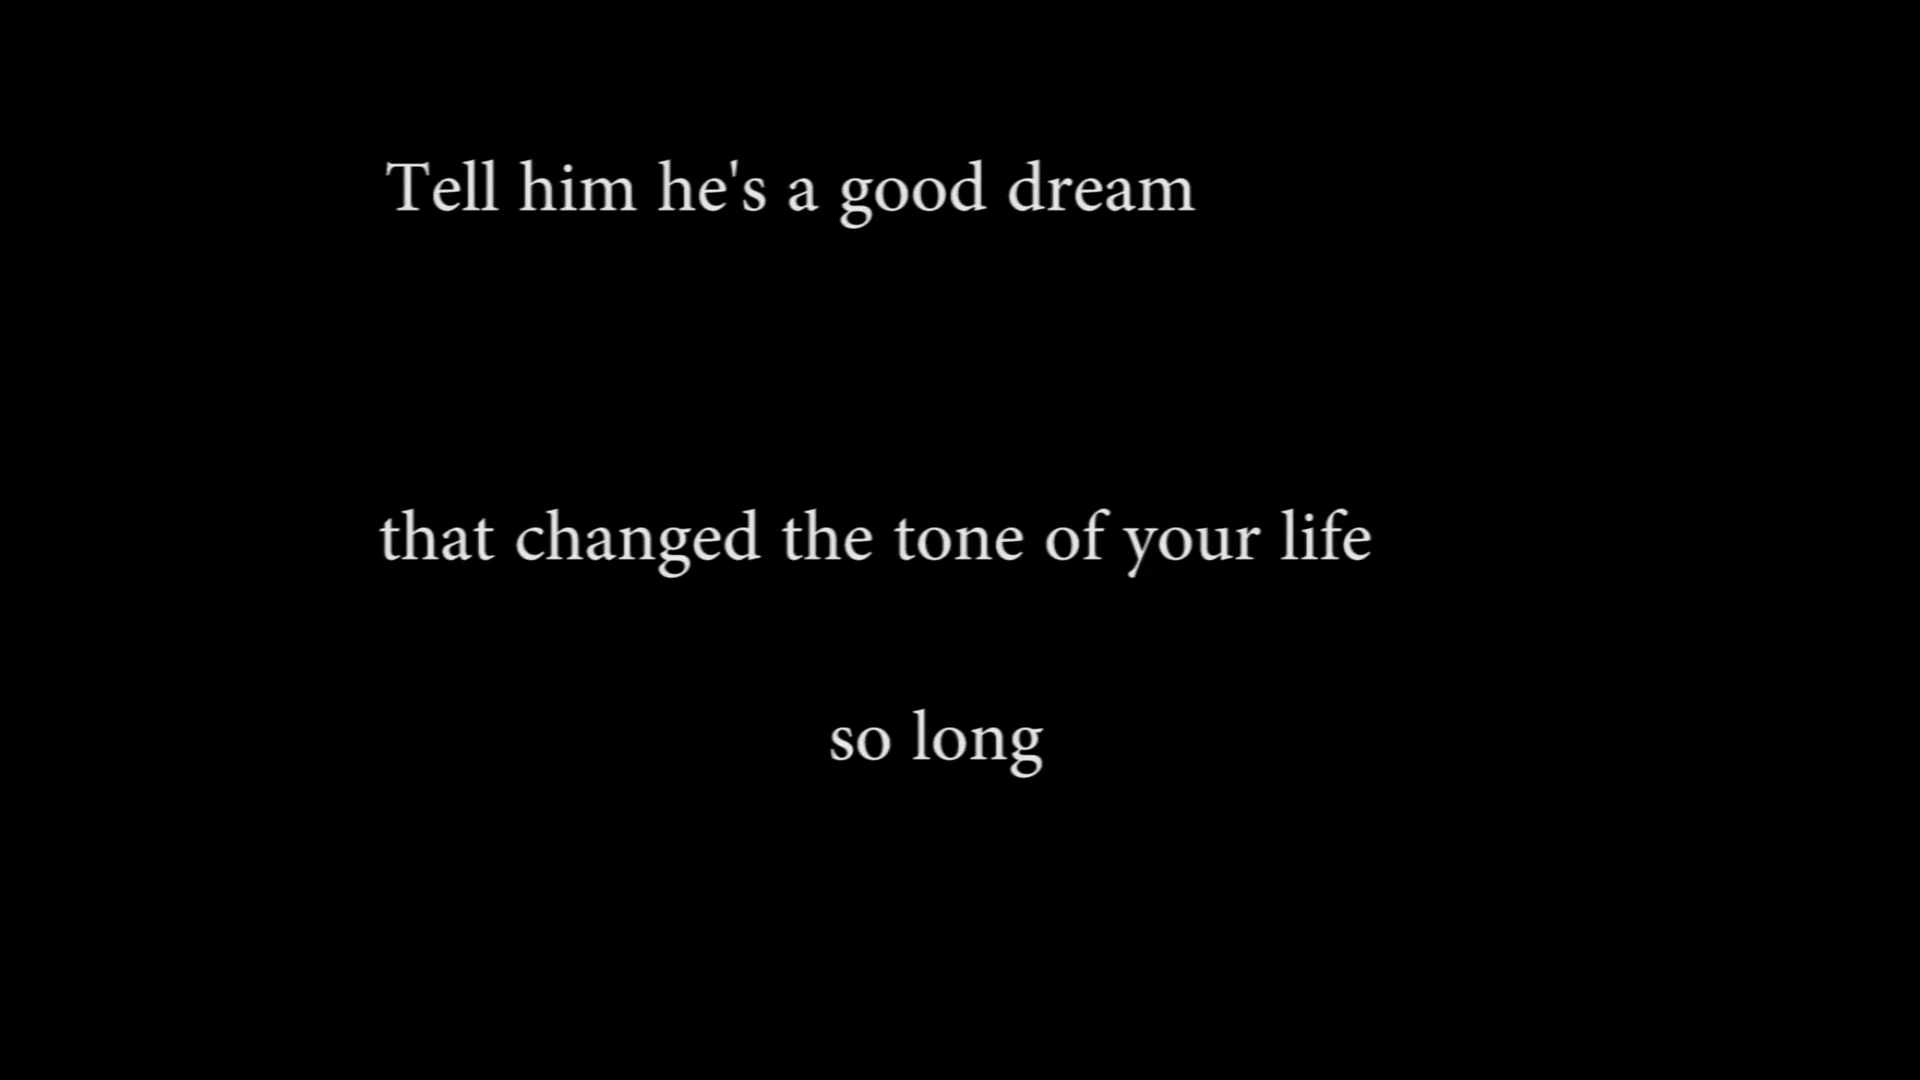 Tell him he's a good dream
that changed the tone of your life
so long